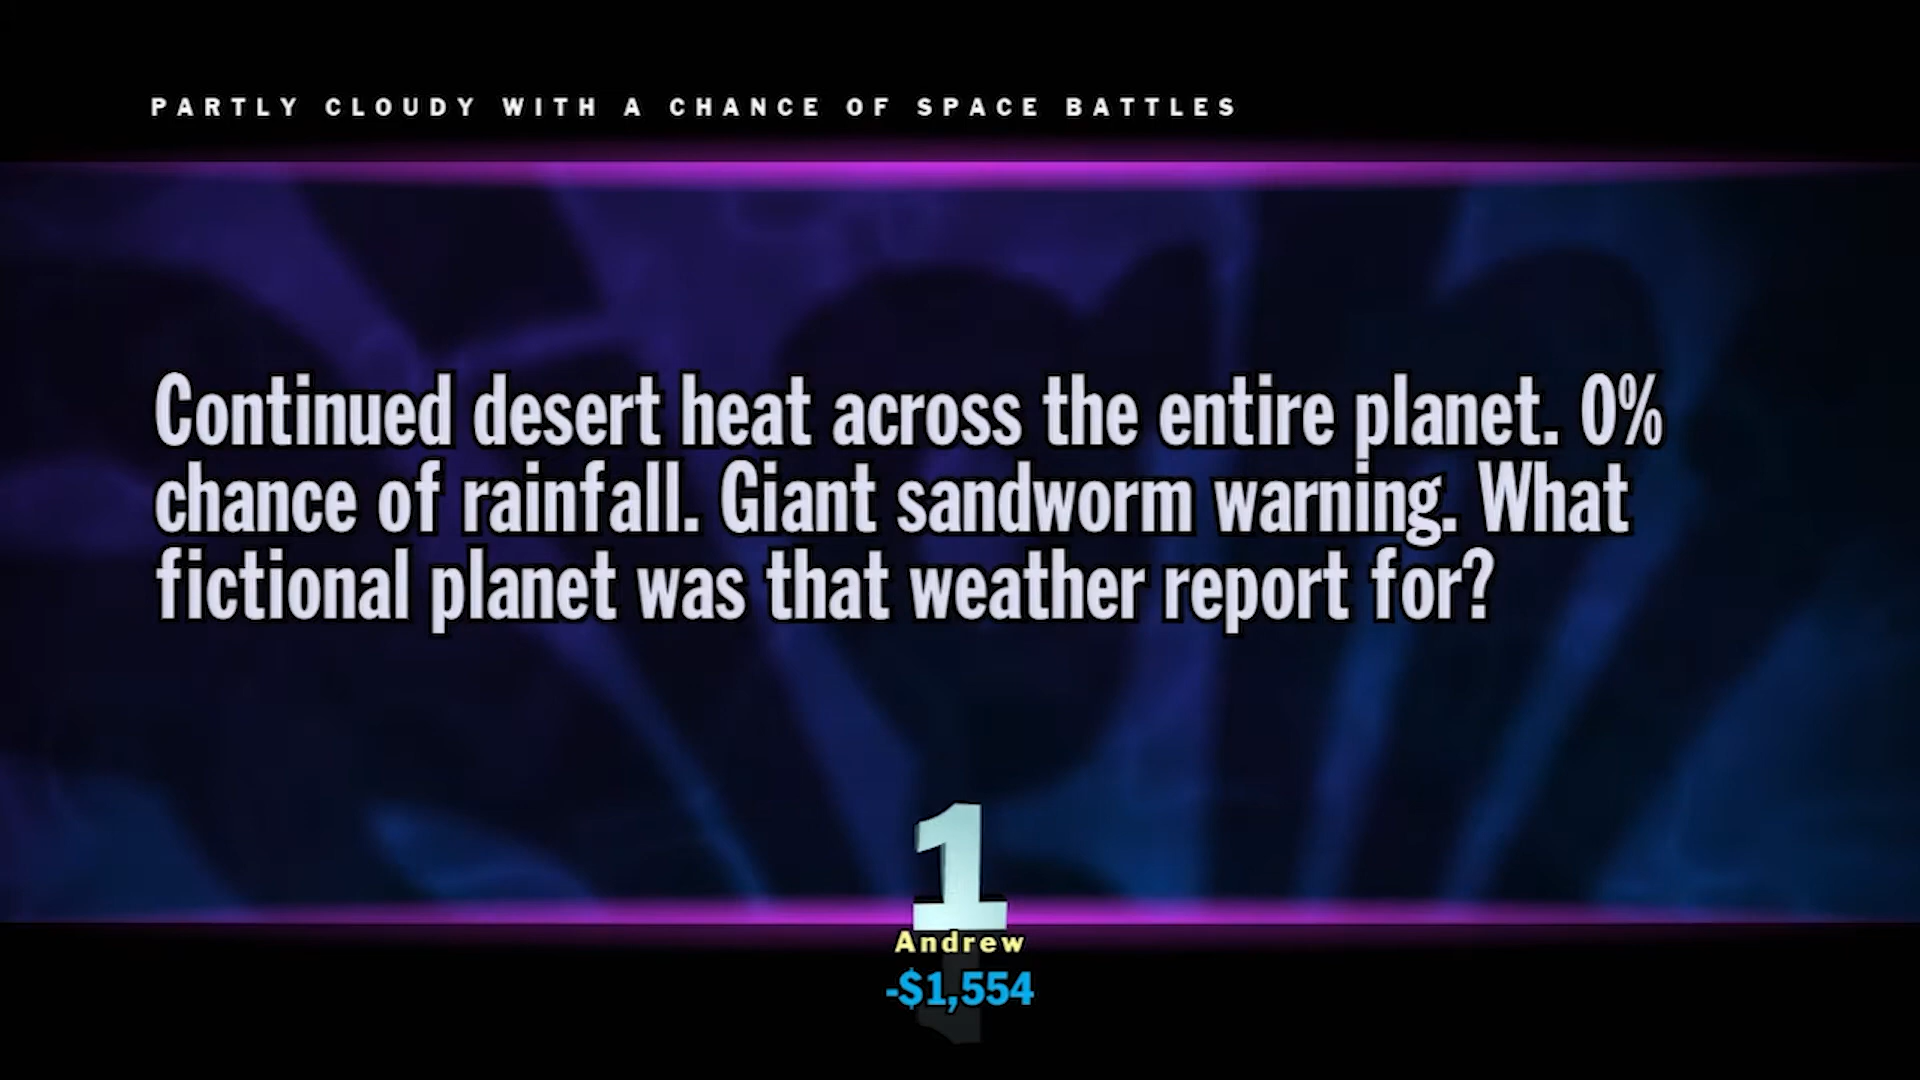 PARTLY CLOUDY WITH A CHANCE OF SPACE BATTLES
Continued desert heat across the entire planet. 0%
chance of rainfall. Giant sandworm warning. What
fictional planet was that weather report for?
1
Andrew
-$1,554